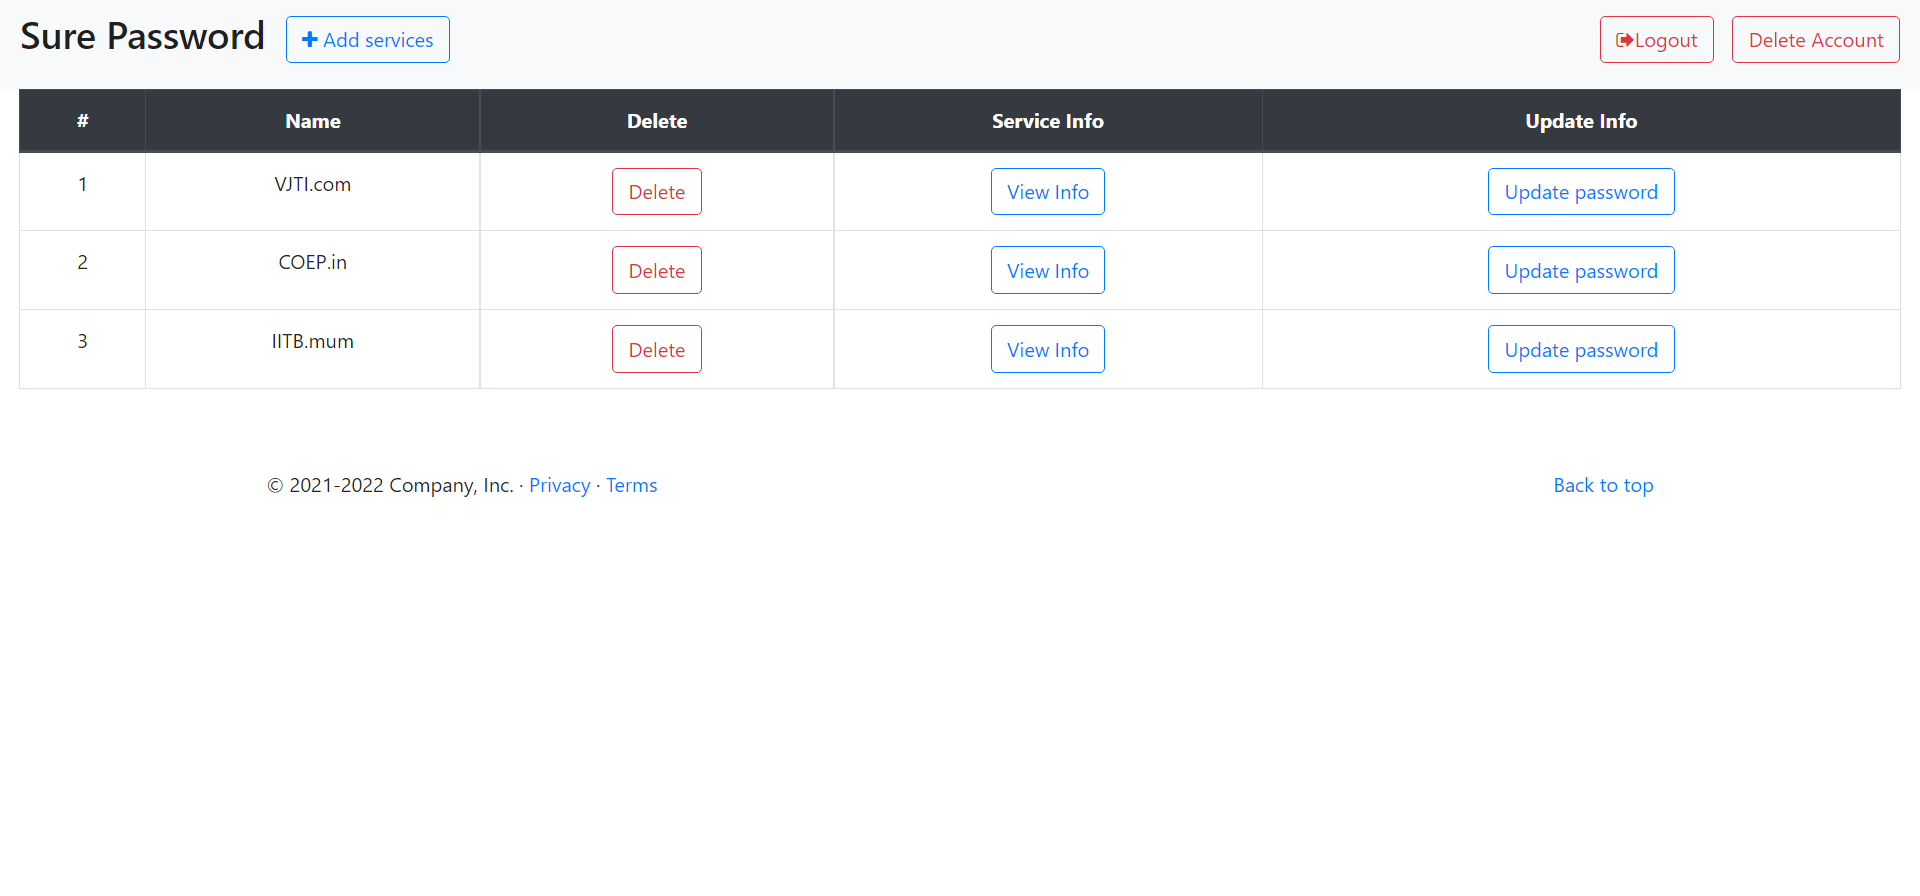 Sure Password Add services Logout Delete Account
# Name Delete Service Info Update Info
1 VJTI.com Delete View Info Update password
2 COEP.in Delete View Info Update password
3 IITB.mum Delete View Info Update password
© 2021-2022 Company, Inc. · Privacy · Terms Back to top